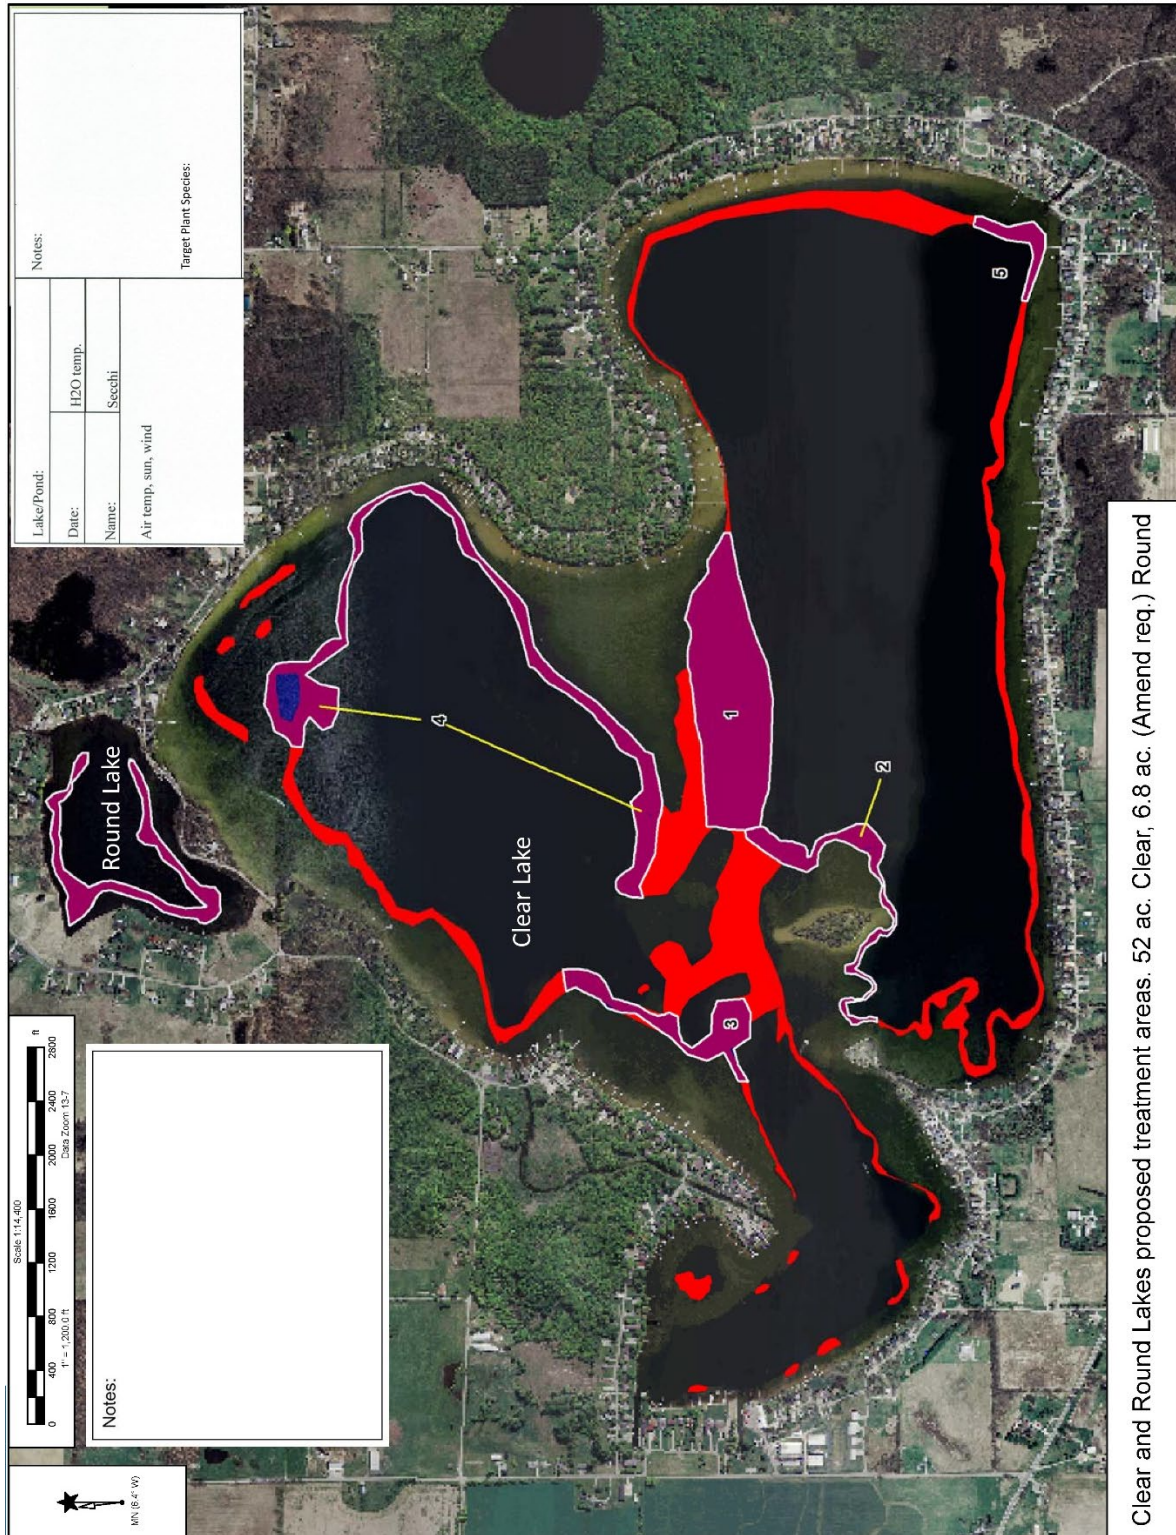 Scale 1:14,400
0 400 800 1200 1600 2000 2400 2800 ft
1" = 1,200.0 ft Data Zoom 13-7
MN (6.4° W)
Notes:
Lake/Pond:
Date: H2O temp.
Name: Secchi
Air temp, sun, wind
Notes:
Target Plant Species:
Round Lake
Clear Lake
4
1
2
3
5
Clear and Round Lakes proposed treatment areas. 52 ac. Clear, 6.8 ac. (Amend req.) Round